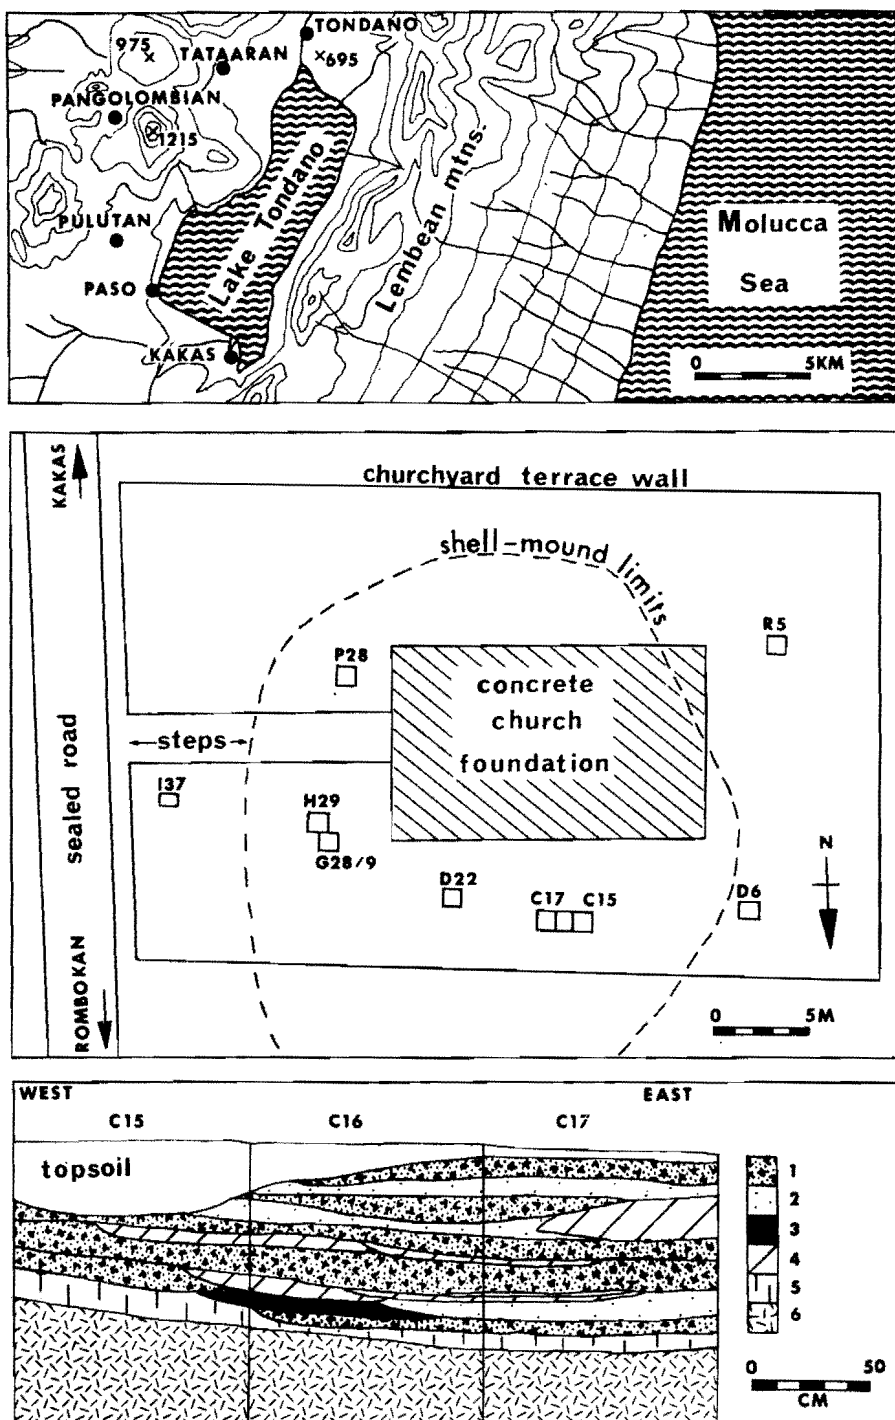 TONDANO
975
TATAARAN
×695
PANGOLOMBIAN
1215
Lake Tondano
Lembean mtns.
PULUTAN
Molucca
Sea
PASO
KAKAS
0 5KM
KAKAS
churchyard terrace wall
shell-mound limits
R5
P28
concrete
church
foundation
←steps→
sealed road
I37
H29
G28/9
N
D22
C17 C15
D6
ROMBOKAN
0 5M
WEST EAST
C15 C16 C17
topsoil
1
2
3
4
5
6
0 50
CM